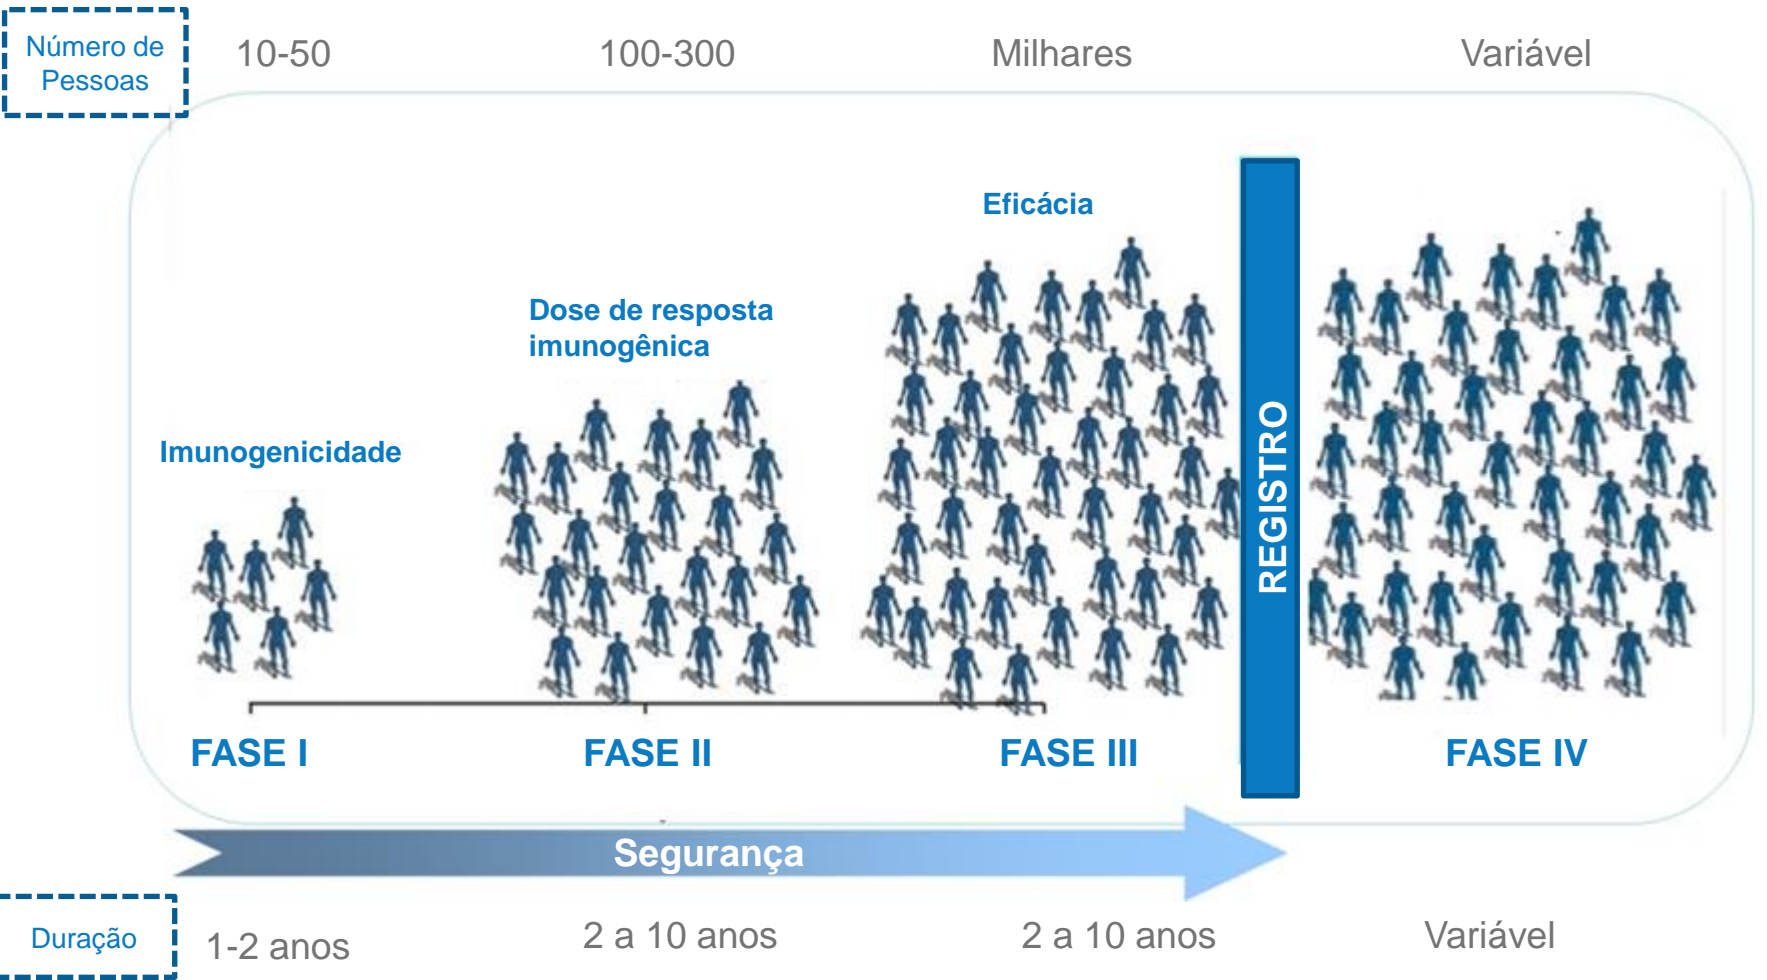 Número de
Pessoas
10-50
100-300
Milhares
Variável
Eficácia
Dose de resposta
imunogênica
Imunogenicidade
REGISTRO
FASE I
FASE II
FASE III
FASE IV
Segurança
Duração
1-2 anos
2 a 10 anos
2 a 10 anos
Variável